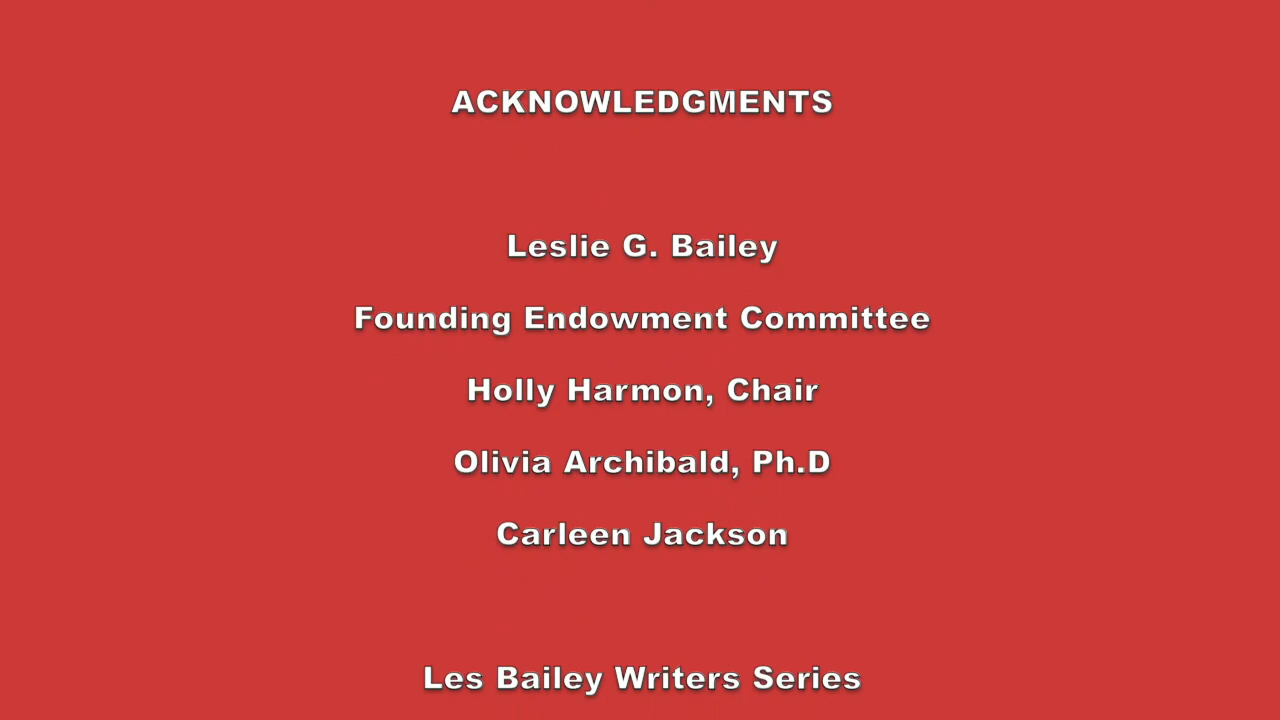 ACKNOWLEDGMENTS
Leslie G. Bailey
Founding Endowment Committee
Holly Harmon, Chair
Olivia Archibald, Ph.D
Carleen Jackson
Les Bailey Writers Series